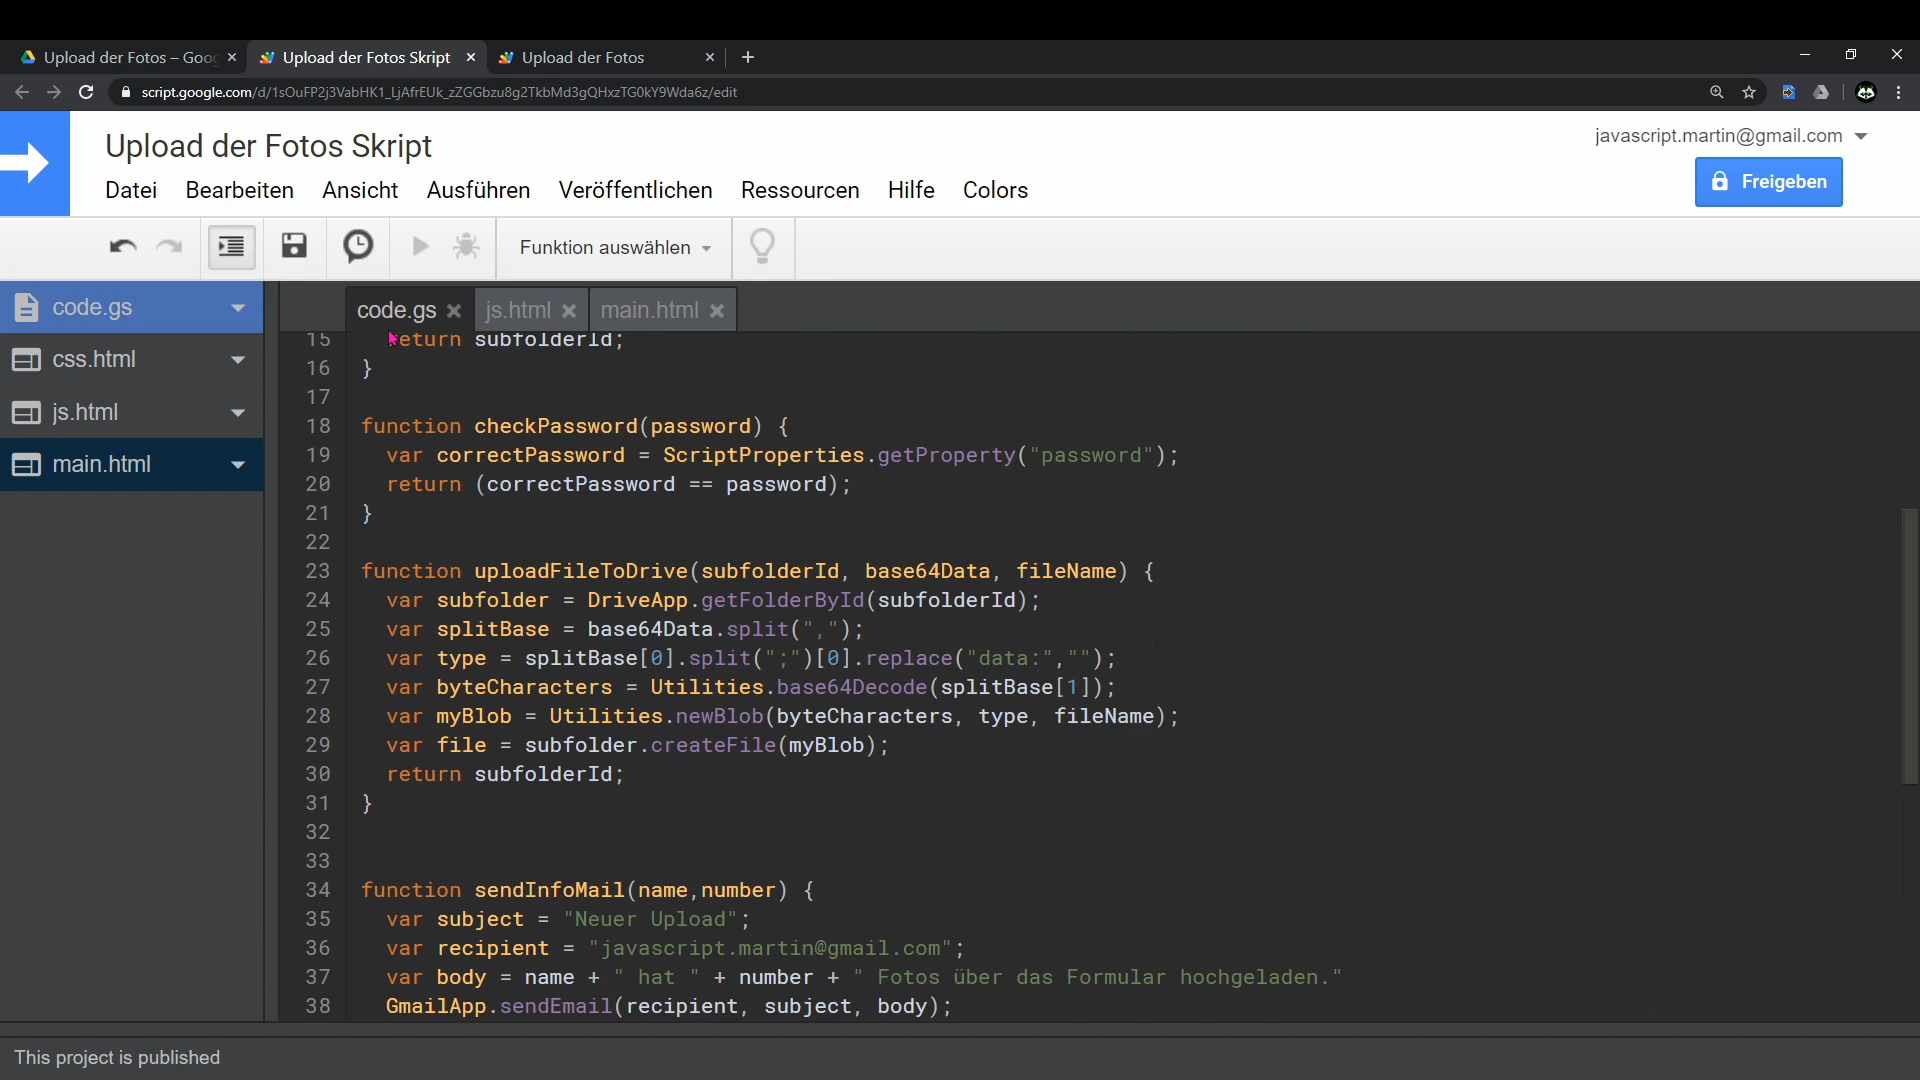 Upload der Fotos – Goo
Upload der Fotos Skript
Upload der Fotos
script.google.com/d/1sOuFP2j3VabHK1_LjAfrEUk_zZGGbzu8g2TkbMd3gQHxzTG0kY9Wda6z/edit
Upload der Fotos Skript
javascript.martin@gmail.com
Datei Bearbeiten Ansicht Ausführen Veröffentlichen Ressourcen Hilfe Colors
Freigeben
Funktion auswählen
code.gs
css.html
js.html
main.html
code.gs js.html main.html
15 return subfolderId;
16 }
17
18 function checkPassword(password) {
19 var correctPassword = ScriptProperties.getProperty("password");
20 return (correctPassword == password);
21 }
22
23 function uploadFileToDrive(subfolderId, base64Data, fileName) {
24 var subfolder = DriveApp.getFolderById(subfolderId);
25 var splitBase = base64Data.split(",");
26 var type = splitBase[0].split(";")[0].replace("data:","");
27 var byteCharacters = Utilities.base64Decode(splitBase[1]);
28 var myBlob = Utilities.newBlob(byteCharacters, type, fileName);
29 var file = subfolder.createFile(myBlob);
30 return subfolderId;
31 }
32
33
34 function sendInfoMail(name,number) {
35 var subject = "Neuer Upload";
36 var recipient = "javascript.martin@gmail.com";
37 var body = name + " hat " + number + " Fotos über das Formular hochgeladen."
38 GmailApp.sendEmail(recipient, subject, body);
This project is published